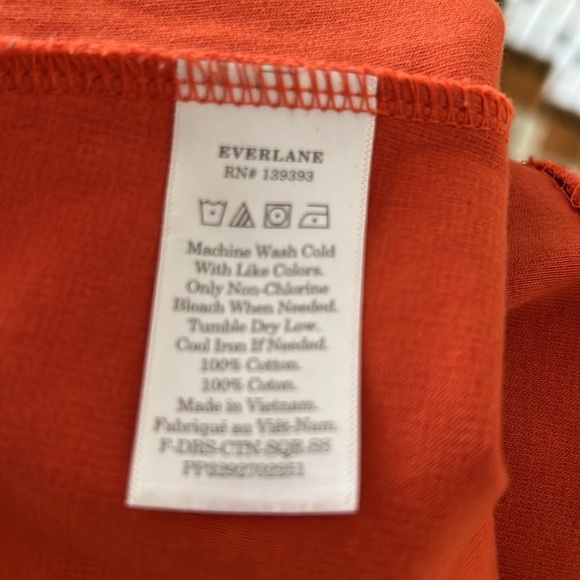 EVERLANE
RN# 139393
Machine Wash Cold
With Like Colors.
Only Non-Chlorine
Bleach When Needed.
Tumble Dry Low.
Cool Iron If Needed.
100% Cotton.
100% Coton.
Made in Vietnam.
Fabriqué au Viêt-Nam.
F-DRS-CTN-SQR-SS